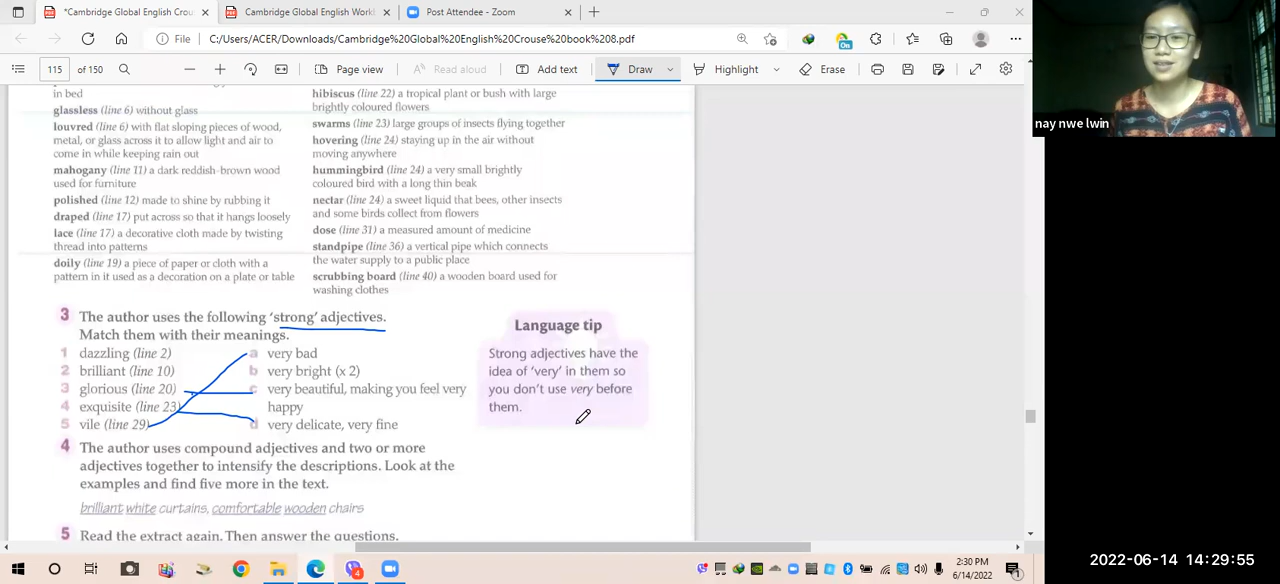 *Cambridge Global English Crou
Cambridge Global English Workl
Post Attendee - Zoom
File
C:/Users/ACER/Downloads/Cambridge%20Global%20English%20Crouse%20book%208.pdf
115 of 150
Page view
Read aloud
Add text
Draw
Highlight
Erase
nay nwe lwin
in bed
glassless (line 6) without glass
louvred (line 6) with flat sloping pieces of wood,
metal, or glass across it to allow light and air to
come in while keeping rain out
mahogany (line 11) a dark reddish-brown wood
used for furniture
polished (line 12) made to shine by rubbing it
draped (line 17) put across so that it hangs loosely
lace (line 17) a decorative cloth made by twisting
thread into patterns
doily (line 19) a piece of paper or cloth with a
pattern in it used as a decoration on a plate or table
hibiscus (line 22) a tropical plant or bush with large
brightly coloured flowers
swarms (line 23) large groups of insects flying together
hovering (line 24) staying up in the air without
moving anywhere
hummingbird (line 24) a very small brightly
coloured bird with a long thin beak
nectar (line 24) a sweet liquid that bees, other insects
and some birds collect from flowers
dose (line 31) a measured amount of medicine
standpipe (line 36) a vertical pipe which connects
the water supply to a public place
scrubbing board (line 40) a wooden board used for
washing clothes
3 The author uses the following 'strong' adjectives.
Match them with their meanings.
1 dazzling (line 2)
2 brilliant (line 10)
3 glorious (line 20)
4 exquisite (line 23)
5 vile (line 29)
a very bad
b very bright (x 2)
c very beautiful, making you feel very
happy
d very delicate, very fine
Language tip
Strong adjectives have the
idea of 'very' in them so
you don't use very before
them.
4 The author uses compound adjectives and two or more
adjectives together to intensify the descriptions. Look at the
examples and find five more in the text.
brilliant white curtains, comfortable wooden chairs
5 Read the extract again. Then answer the questions.
2:30 PM
6/14/2022
2022-06-14 14:29:55